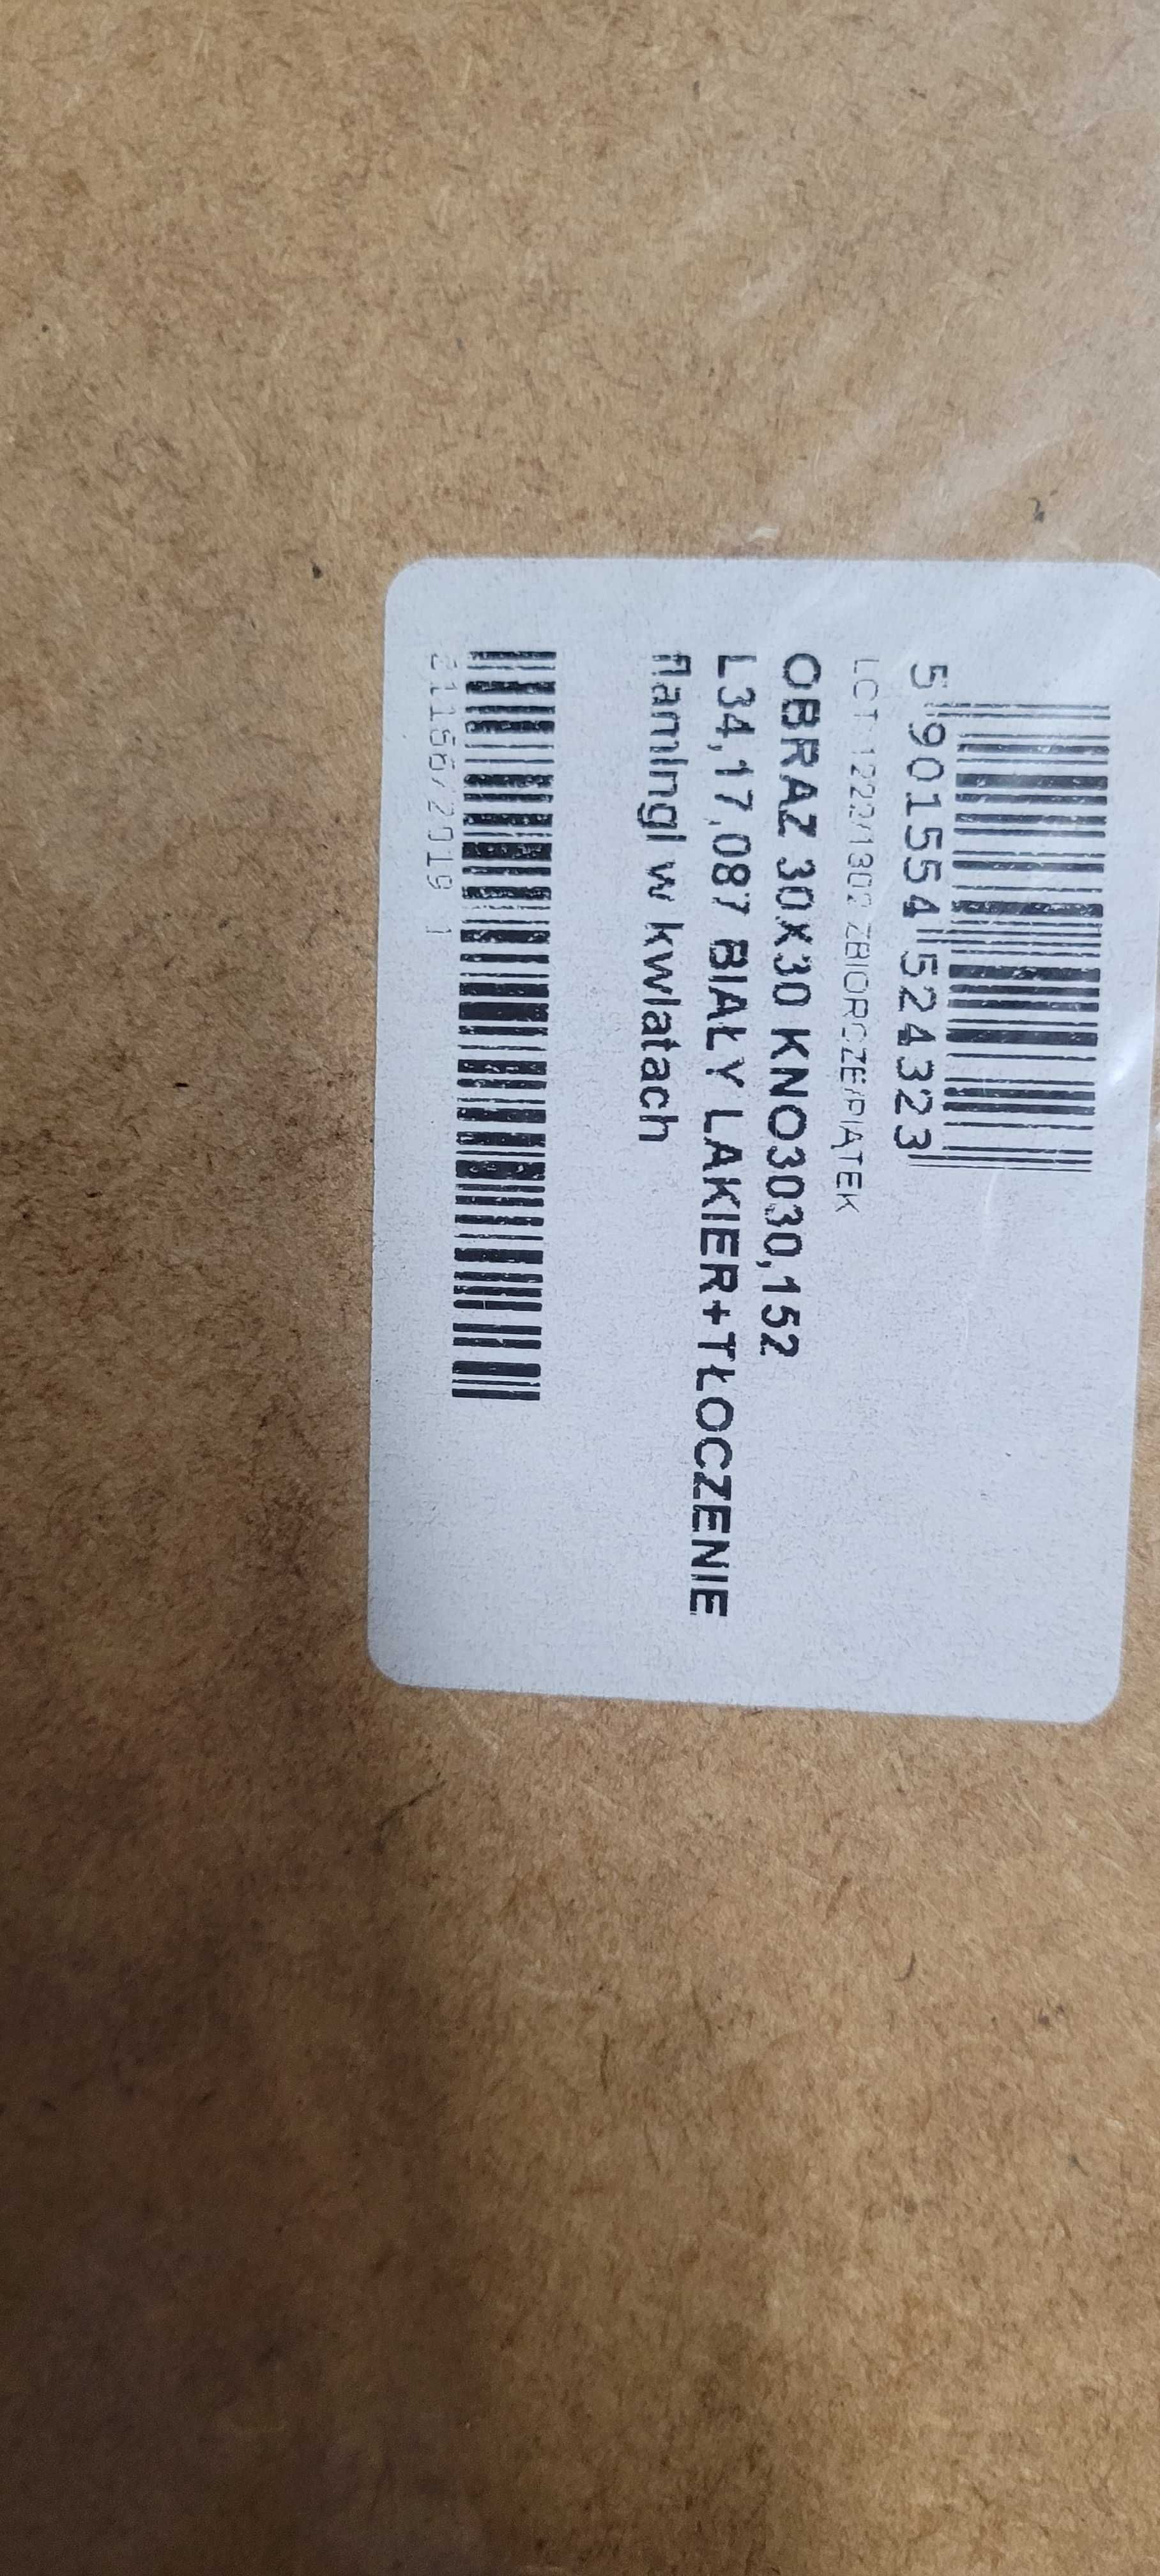 5 901554 524323
LOT 1222/1302 ZBIORCZE/PIĄTEK
OBRAZ 30X30 KNO3030,152
L34,17,087 BIAŁY LAKIER+TŁOCZENIE
flamingi w kwiatach
21156/2019 1